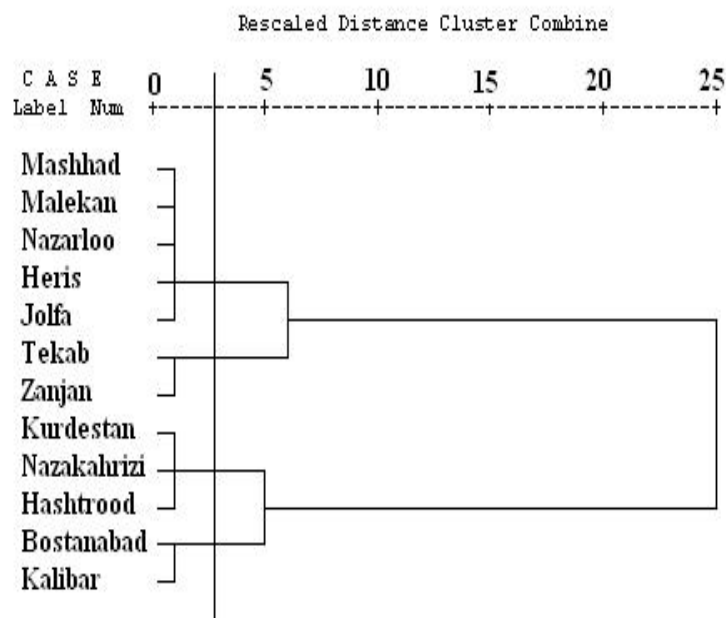 Rescaled Distance Cluster Combine
C A S E 0 5 10 15 20 25
Label Num +---------+---------+---------+---------+---------+
Mashhad
Malekan
Nazarloo
Heris
Jolfa
Tekab
Zanjan
Kurdestan
Nazakahrizi
Hashtrood
Bostanabad
Kalibar